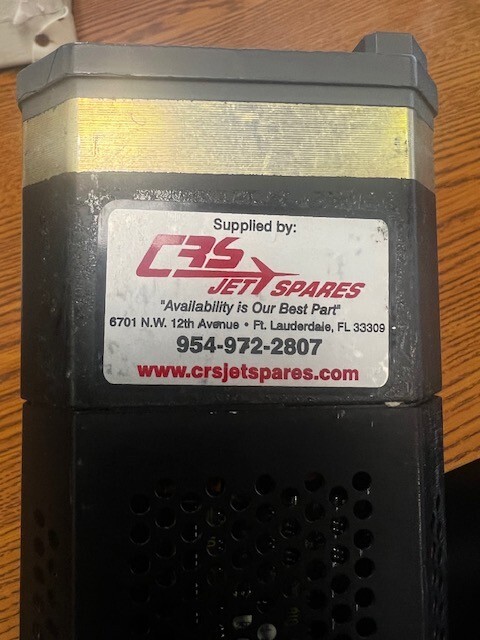 Supplied by:
CRS
JET SPARES
"Availability is Our Best Part"
6701 N.W. 12th Avenue • Ft. Lauderdale, FL 33309
954-972-2807
www.crsjetspares.com